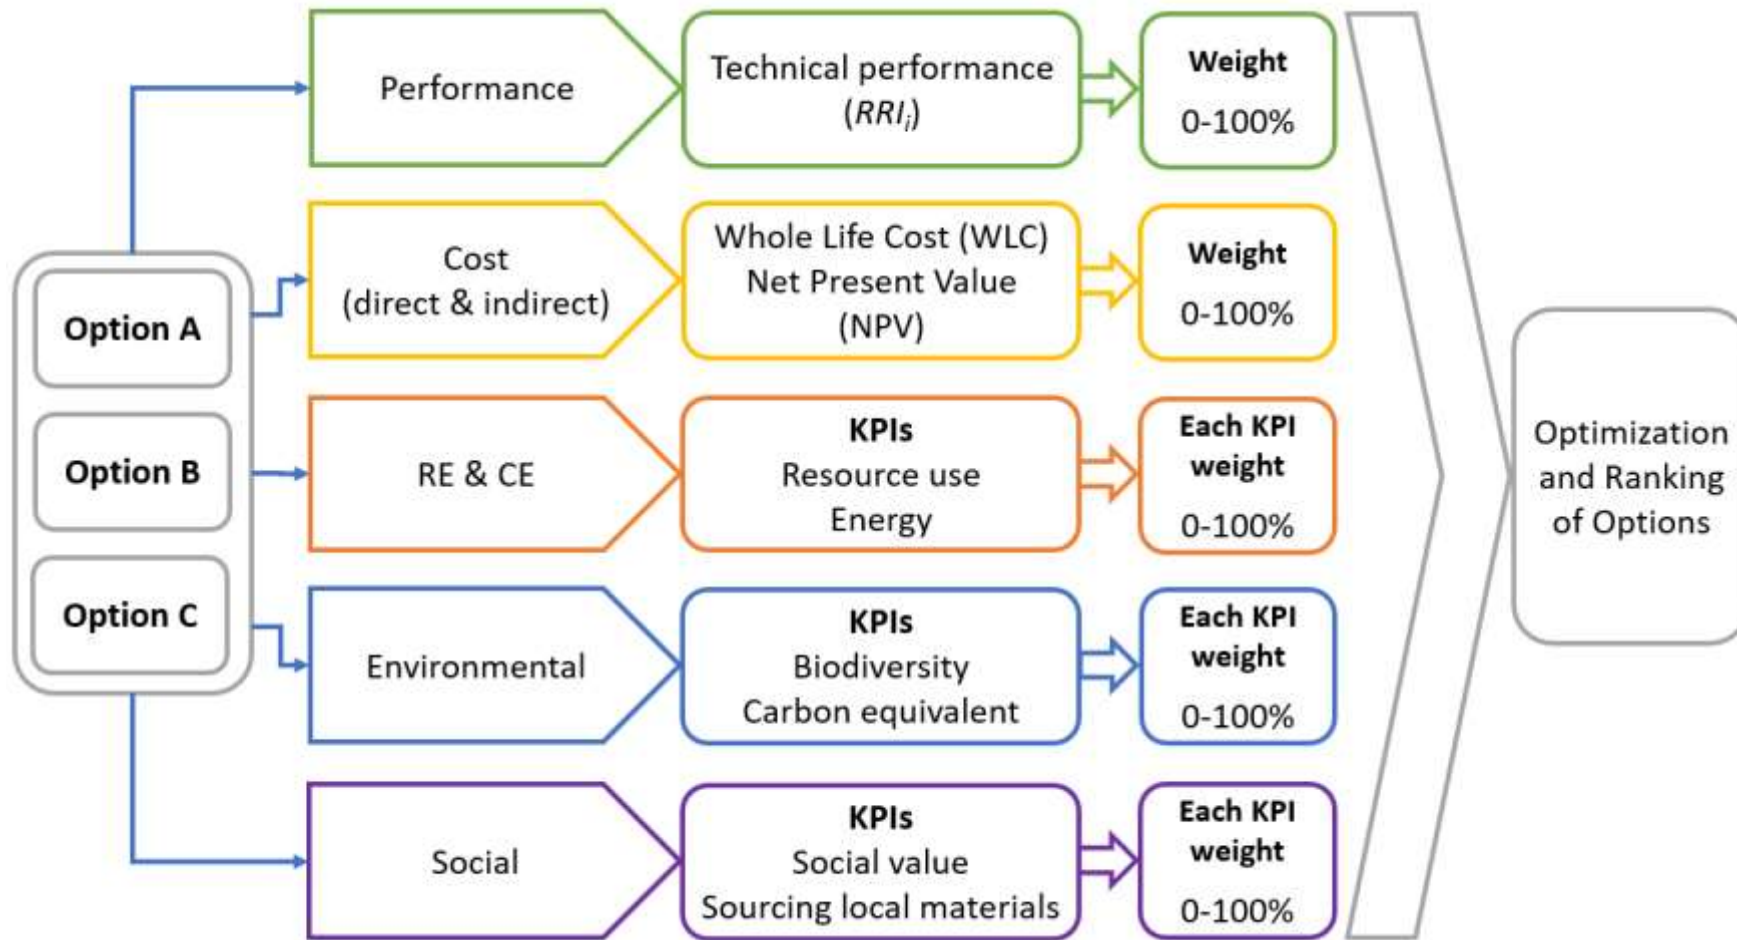 Option A
Option B
Option C
Performance
Technical performance
(RRIi)
Weight
0-100%
Cost
(direct & indirect)
Whole Life Cost (WLC)
Net Present Value
(NPV)
Weight
0-100%
RE & CE
KPIs
Resource use
Energy
Each KPI
weight
0-100%
Environmental
KPIs
Biodiversity
Carbon equivalent
Each KPI
weight
0-100%
Social
KPIs
Social value
Sourcing local materials
Each KPI
weight
0-100%
Optimization
and Ranking
of Options